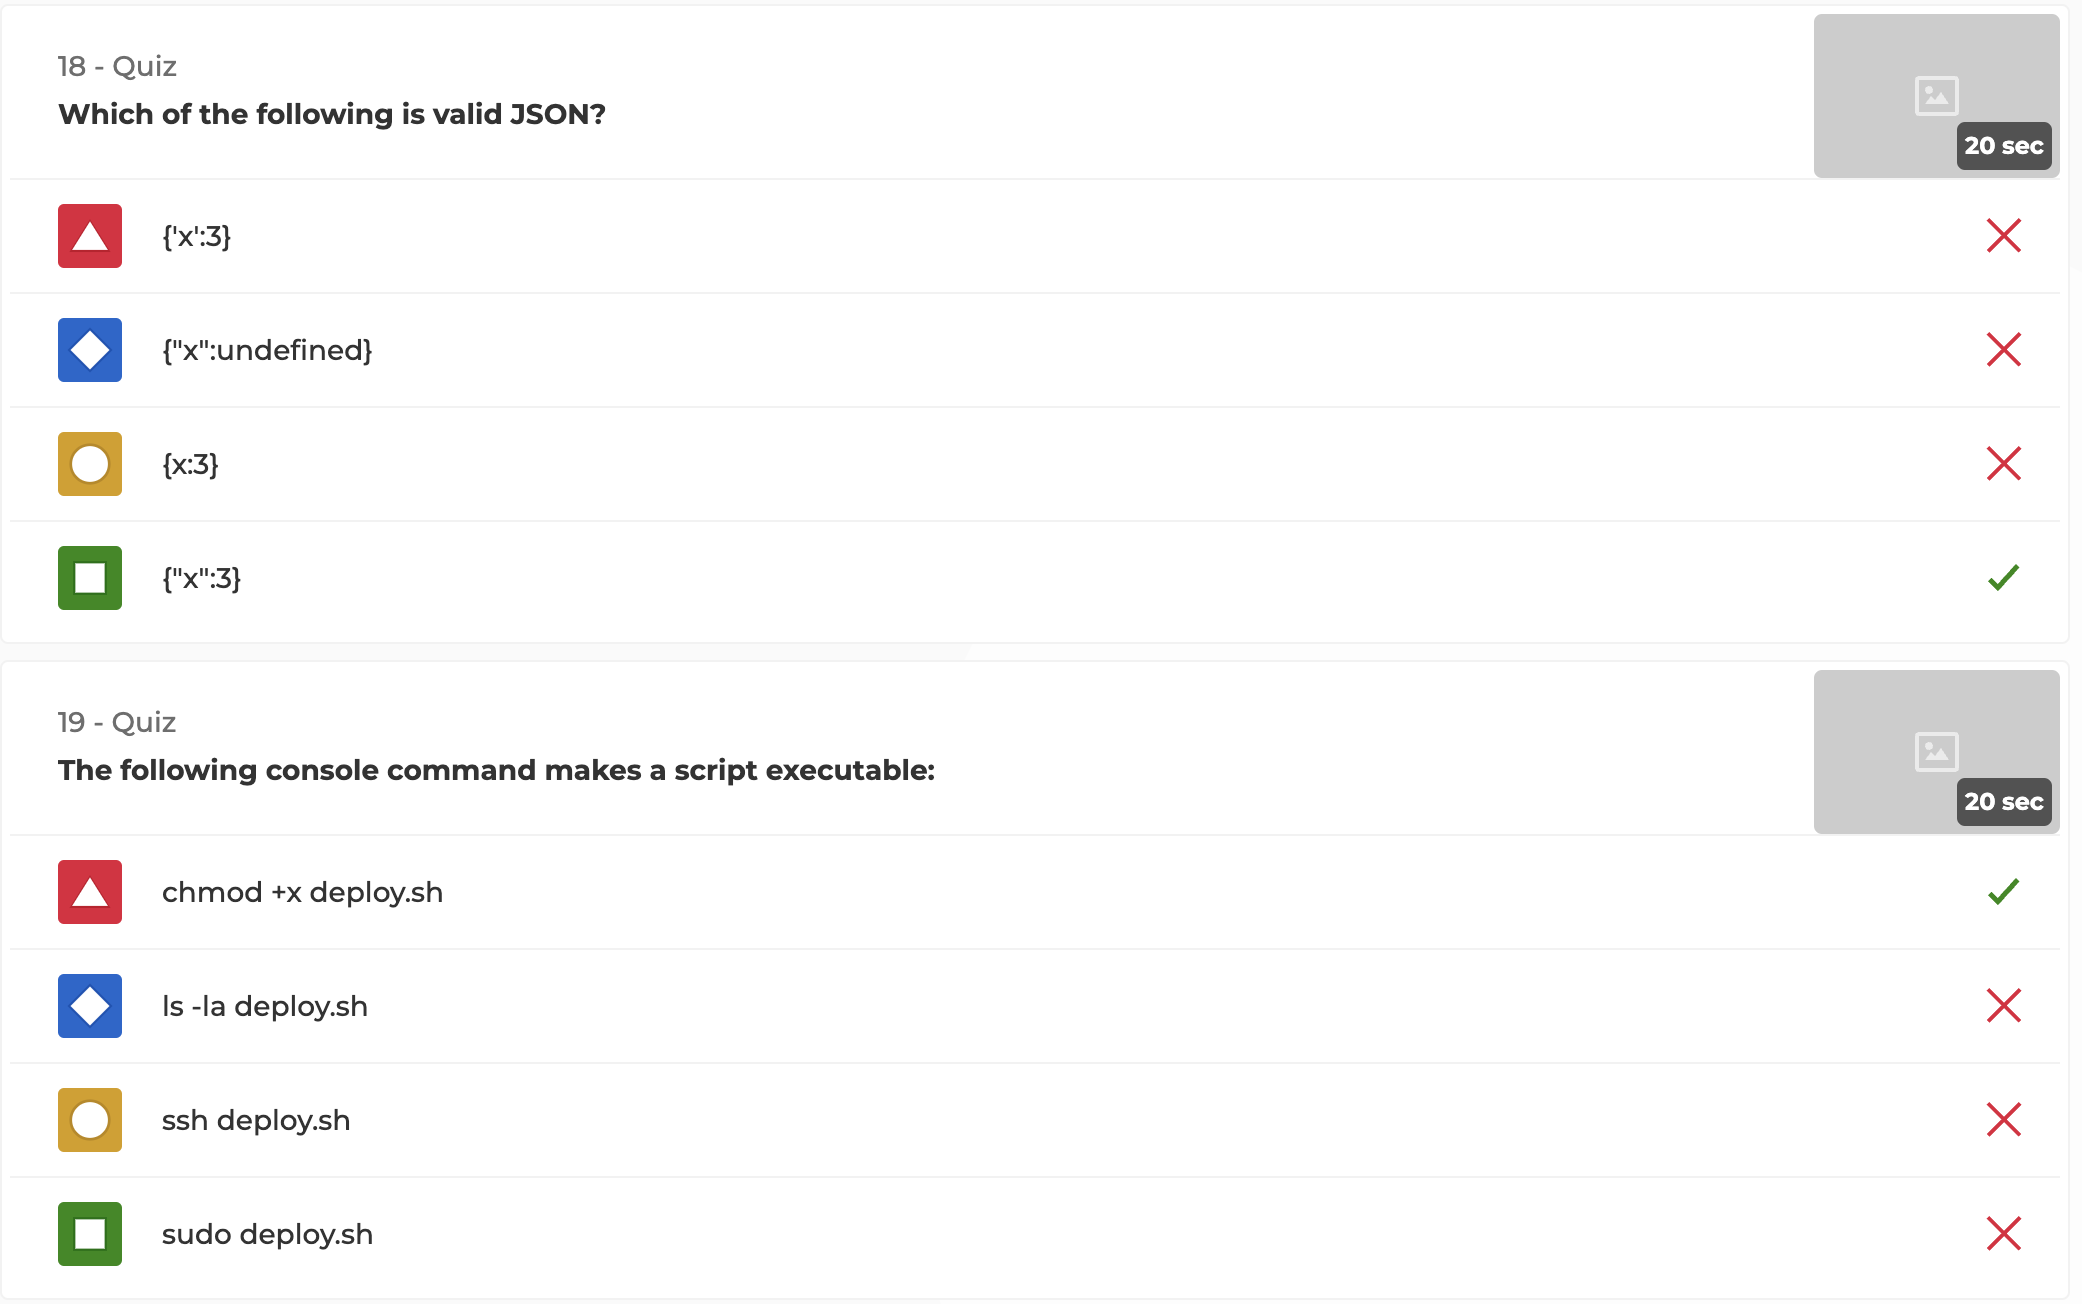 18 - Quiz
Which of the following is valid JSON?
20 sec
{'x':3}
{"x":undefined}
{x:3}
{"x":3}
19 - Quiz
The following console command makes a script executable:
20 sec
chmod +x deploy.sh
ls -la deploy.sh
ssh deploy.sh
sudo deploy.sh